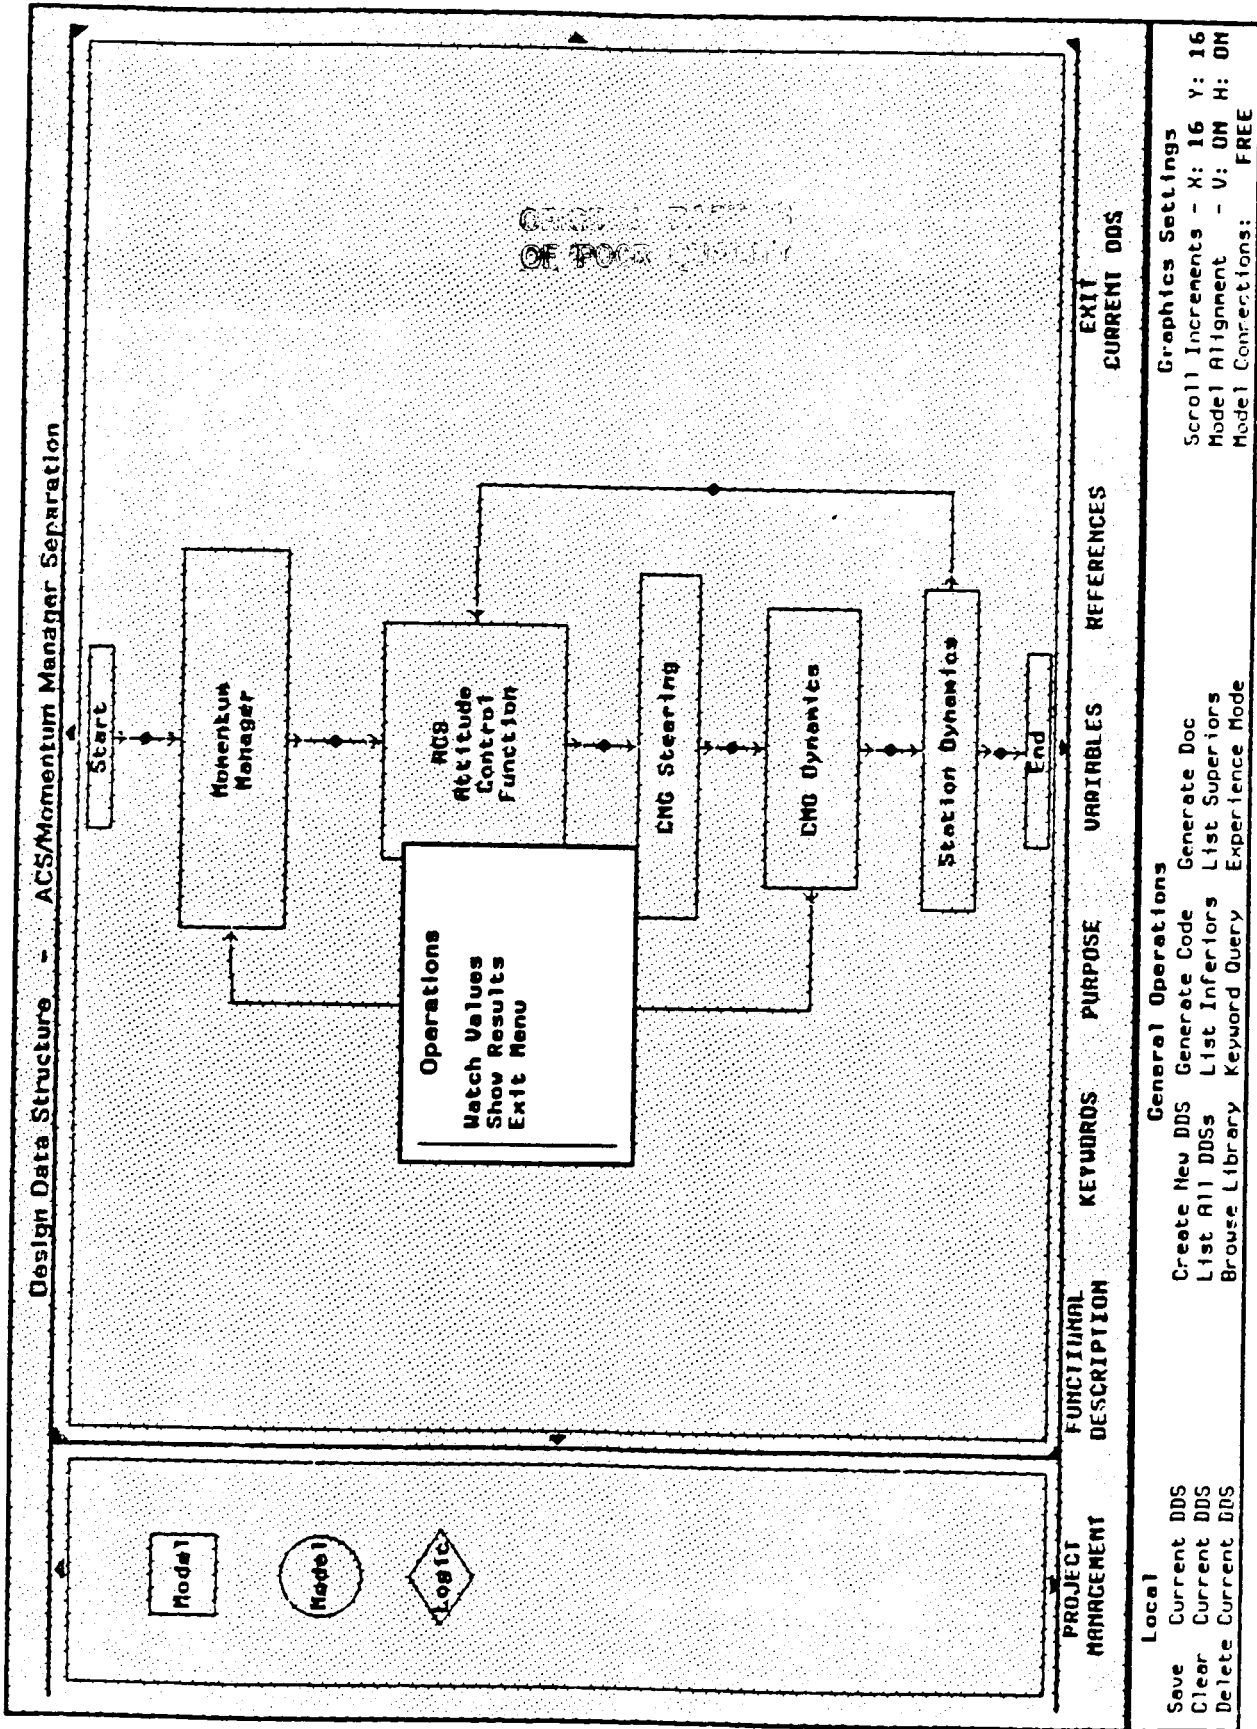 Design Data Structure - ACS/Momentum Manager Separation
Model
Model
Logic
Start
Momentum
Manager
ACS
Attitude
Control
Function
CMG Steering
CMG Dynamics
Station Dynamics
End
Operations
Watch Values
Show Results
Exit Menu
OF POOR QUALITY
PROJECT
MANAGEMENT
FUNCTIONAL
DESCRIPTION
KEYWORDS
PURPOSE
VARIABLES
REFERENCES
EXIT
CURRENT DDS
Local
Save Current DDS
Clear Current DDS
Delete Current DDS
General Operations
Create New DDS Generate Code Generate Doc
List All DDSs List Inferiors List Superiors
Browse Library Keyword Query Experience Mode
Graphics Settings
Scroll Increments - X: 16 Y: 16
Model Alignment - V: ON H: ON
Model Connections: FREE